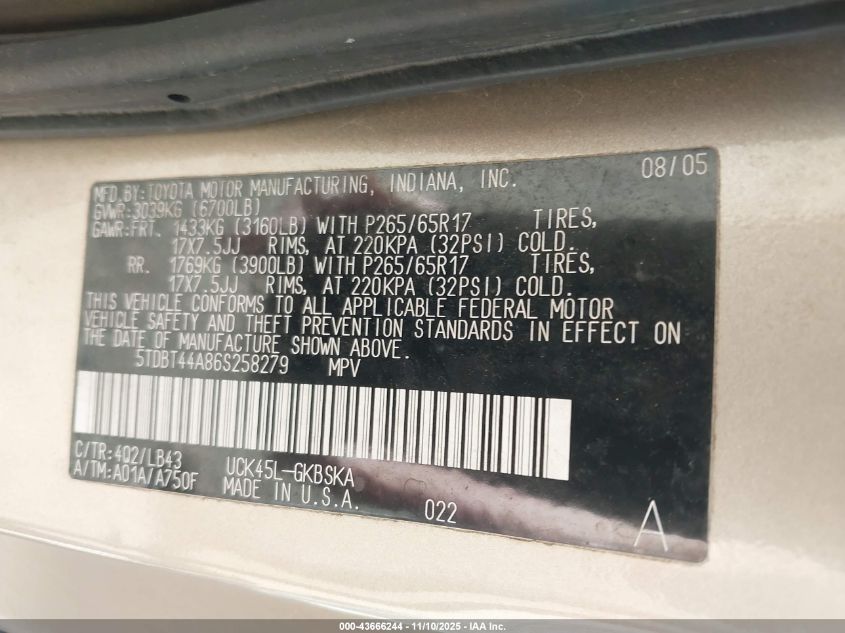 08/05
MFD.BY:TOYOTA MOTOR MANUFACTURING, INDIANA, INC.
GVWR:3039KG (6700LB)
GAWR:FRT. 1433KG (3160LB) WITH P265/65R17 TIRES,
17X7.5JJ RIMS, AT 220KPA (32PSI) COLD.
RR. 1769KG (3900LB) WITH P265/65R17 TIRES,
17X7.5JJ RIMS, AT 220KPA (32PSI) COLD.
THIS VEHICLE CONFORMS TO ALL APPLICABLE FEDERAL MOTOR
VEHICLE SAFETY AND THEFT PREVENTION STANDARDS IN EFFECT ON
THE DATE OF MANUFACTURE SHOWN ABOVE.
5TDBT44A86S258279 MPV
C/TR:4Q2/LB43 UCK45L-GKBSKA
A/TM:A01A/A750F MADE IN U.S.A. 022 A
000-43666244 - 11/10/2025 - IAA Inc.